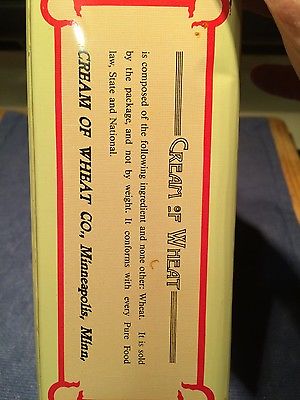 CREAM OF WHEAT
is composed of the following ingredient and none other: Wheat. It is sold
by the package, and not by weight. It conforms with every Pure Food
law, State and National.
CREAM OF WHEAT CO., Minneapolis, Minn,